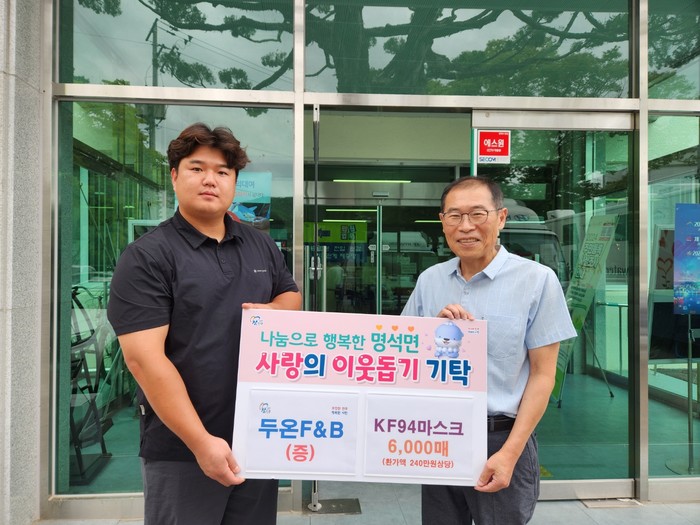 에스원
SECOM
나눔으로 행복한 명석면
사랑의 이웃돕기 기탁
두온F&B
(증)
KF94마스크
6,000매
(환가액 240만원상당)